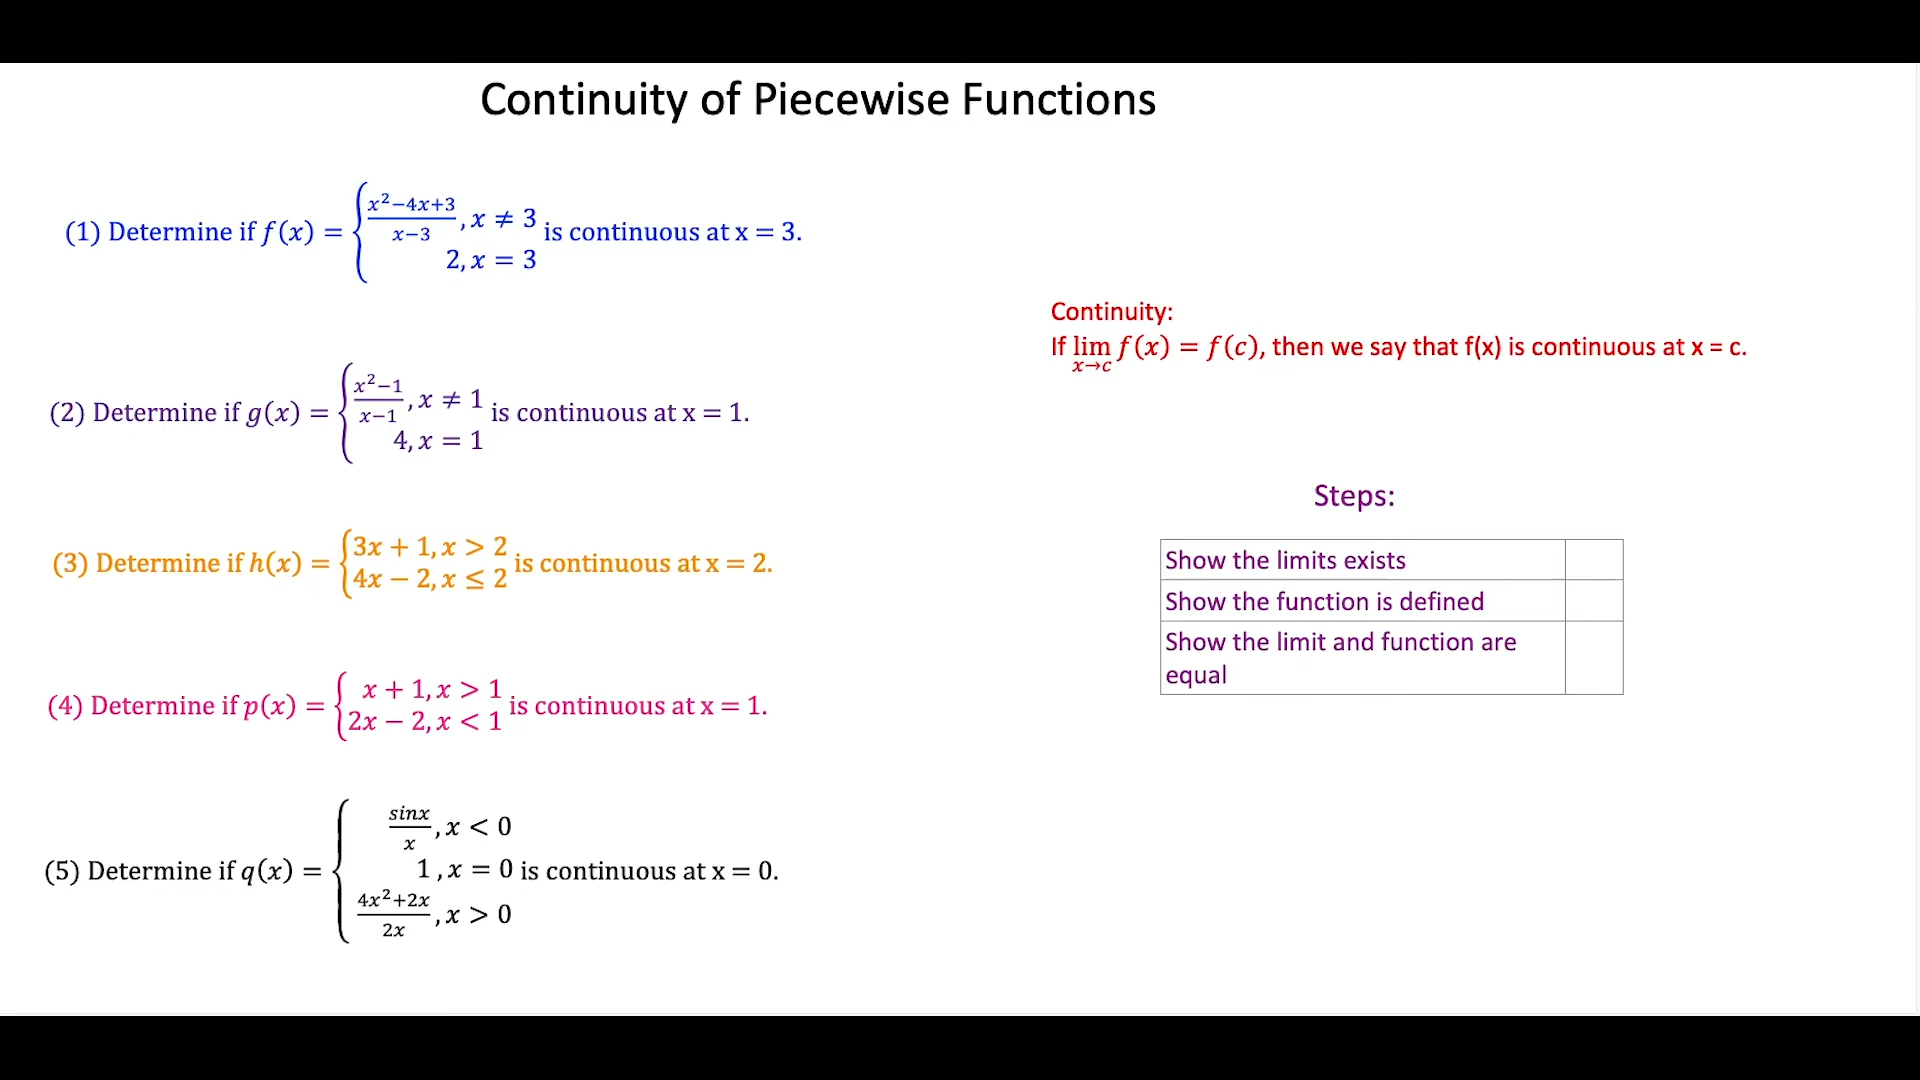 Continuity of Piecewise Functions
(1) Determine if f(x) = { (x²−4x+3)/(x−3), x ≠ 3
2, x = 3 is continuous at x = 3.
Continuity:
If lim x→c f(x) = f(c), then we say that f(x) is continuous at x = c.
(2) Determine if g(x) = { (x²−1)/(x−1), x ≠ 1
4, x = 1 is continuous at x = 1.
Steps:
Show the limits exists
Show the function is defined
Show the limit and function are
equal
(3) Determine if h(x) = { 3x + 1, x > 2
4x − 2, x ≤ 2 is continuous at x = 2.
(4) Determine if p(x) = { x + 1, x > 1
2x − 2, x < 1 is continuous at x = 1.
(5) Determine if q(x) = { sinx/x, x < 0
1 , x = 0 is continuous at x = 0.
(4x²+2x)/2x, x > 0